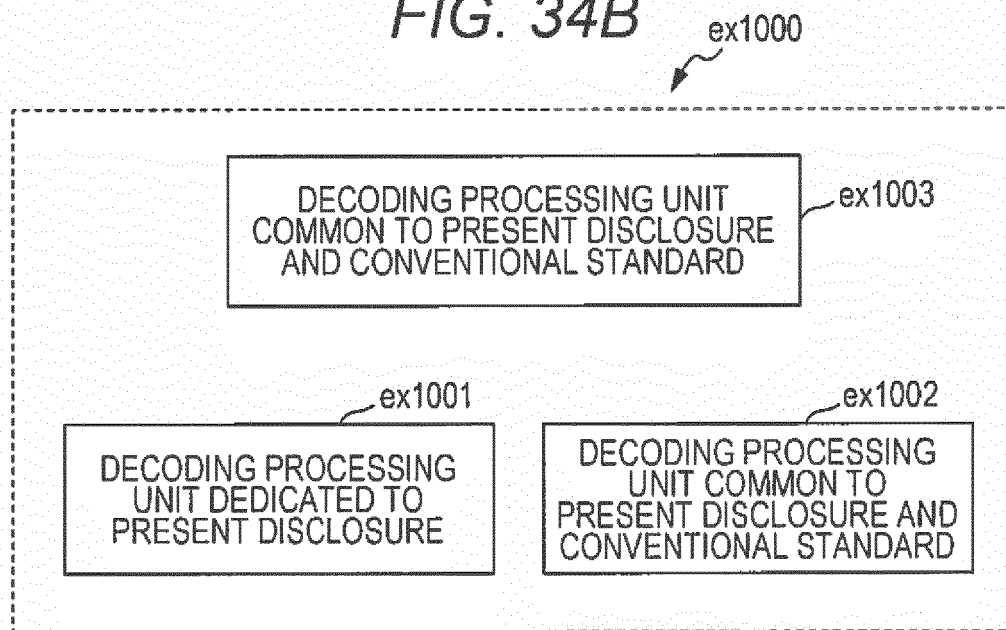 FIG. 34B
ex1000
DECODING PROCESSING UNIT
COMMON TO PRESENT DISCLOSURE
AND CONVENTIONAL STANDARD
ex1003
ex1001
DECODING PROCESSING
UNIT DEDICATED TO
PRESENT DISCLOSURE
ex1002
DECODING PROCESSING
UNIT COMMON TO
PRESENT DISCLOSURE AND
CONVENTIONAL STANDARD